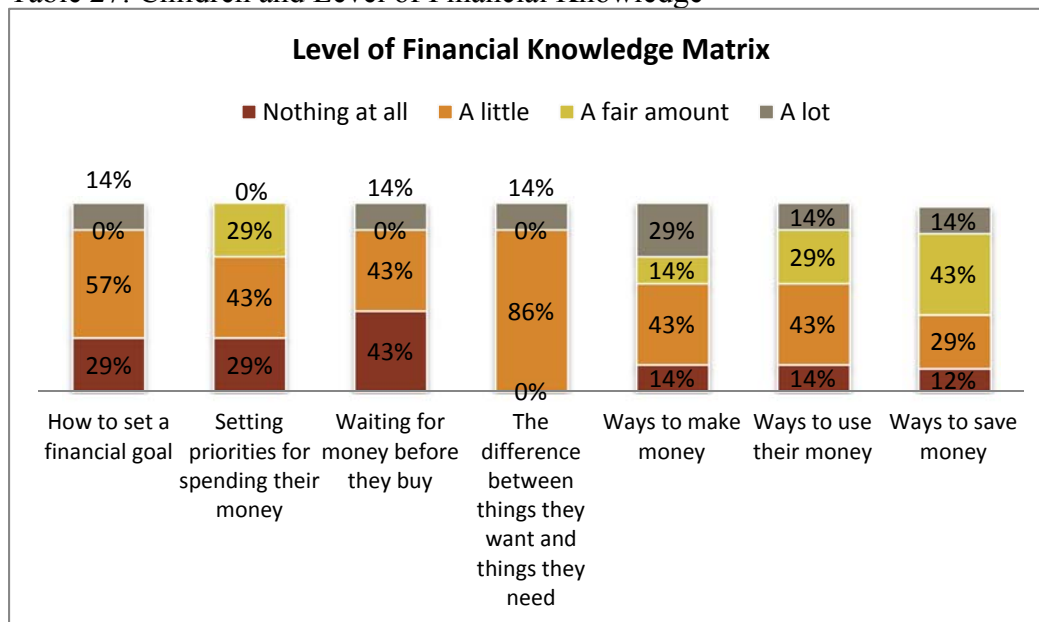 Table 27: Children and Level of Financial Knowledge
Level of Financial Knowledge Matrix
Nothing at all A little A fair amount A lot
14% 0% 14% 14%
0% 29% 0% 0% 29% 14% 14%
57% 43% 43% 86% 14% 29% 43%
29% 29% 43% 0% 43% 43% 29%
14% 14% 12%
How to set a financial goal
Setting priorities for spending their money
Waiting for money before they buy
The difference between things they want and things they need
Ways to make money
Ways to use their money
Ways to save money